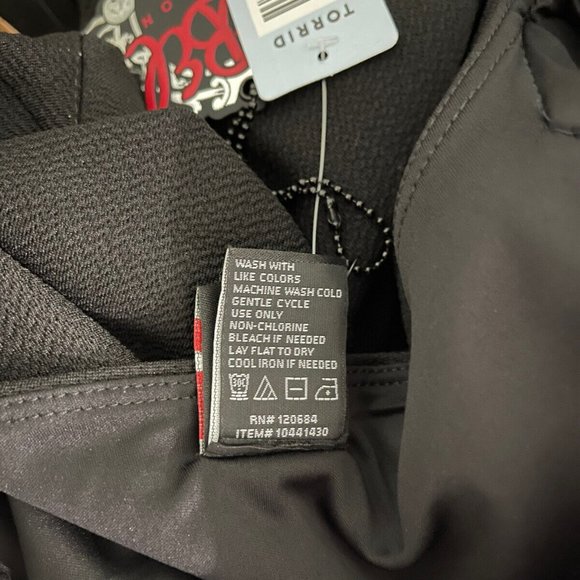 TORRID
WASH WITH
LIKE COLORS
MACHINE WASH COLD
GENTLE CYCLE
USE ONLY
NON-CHLORINE
BLEACH IF NEEDED
LAY FLAT TO DRY
COOL IRON IF NEEDED
30C
RN# 120684
ITEM# 10441430